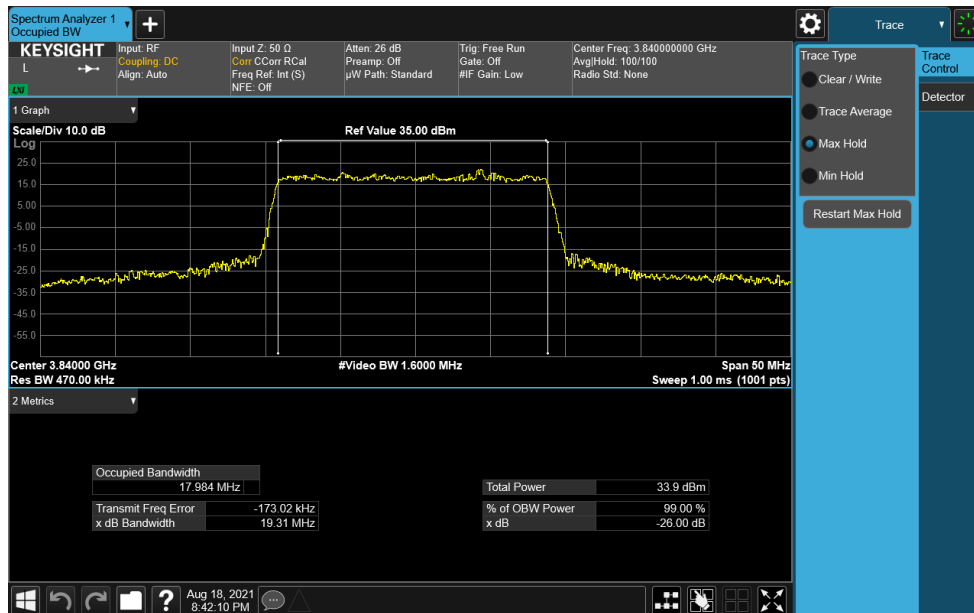 Spectrum Analyzer 1
Occupied BW
Trace
KEYSIGHT
L
LXI
Input: RF
Coupling: DC
Align: Auto
Input Z: 50 Ω
Corr CCorr RCal
Freq Ref: Int (S)
NFE: Off
Atten: 26 dB
Preamp: Off
µW Path: Standard
Trig: Free Run
Gate: Off
#IF Gain: Low
Center Freq: 3.840000000 GHz
Avg|Hold: 100/100
Radio Std: None
Trace Type
Clear / Write
Trace Average
Max Hold
Min Hold
Restart Max Hold
Trace
Control
Detector
1 Graph
Scale/Div 10.0 dB
Ref Value 35.00 dBm
Log
25.0
15.0
5.00
-5.00
-15.0
-25.0
-35.0
-45.0
-55.0
Center 3.84000 GHz
#Video BW 1.6000 MHz
Span 50 MHz
Res BW 470.00 kHz
Sweep 1.00 ms (1001 pts)
2 Metrics
Occupied Bandwidth
17.984 MHz
Transmit Freq Error -173.02 kHz
x dB Bandwidth 19.31 MHz
Total Power 33.9 dBm
% of OBW Power 99.00 %
x dB -26.00 dB
?
Aug 18, 2021
8:42:10 PM